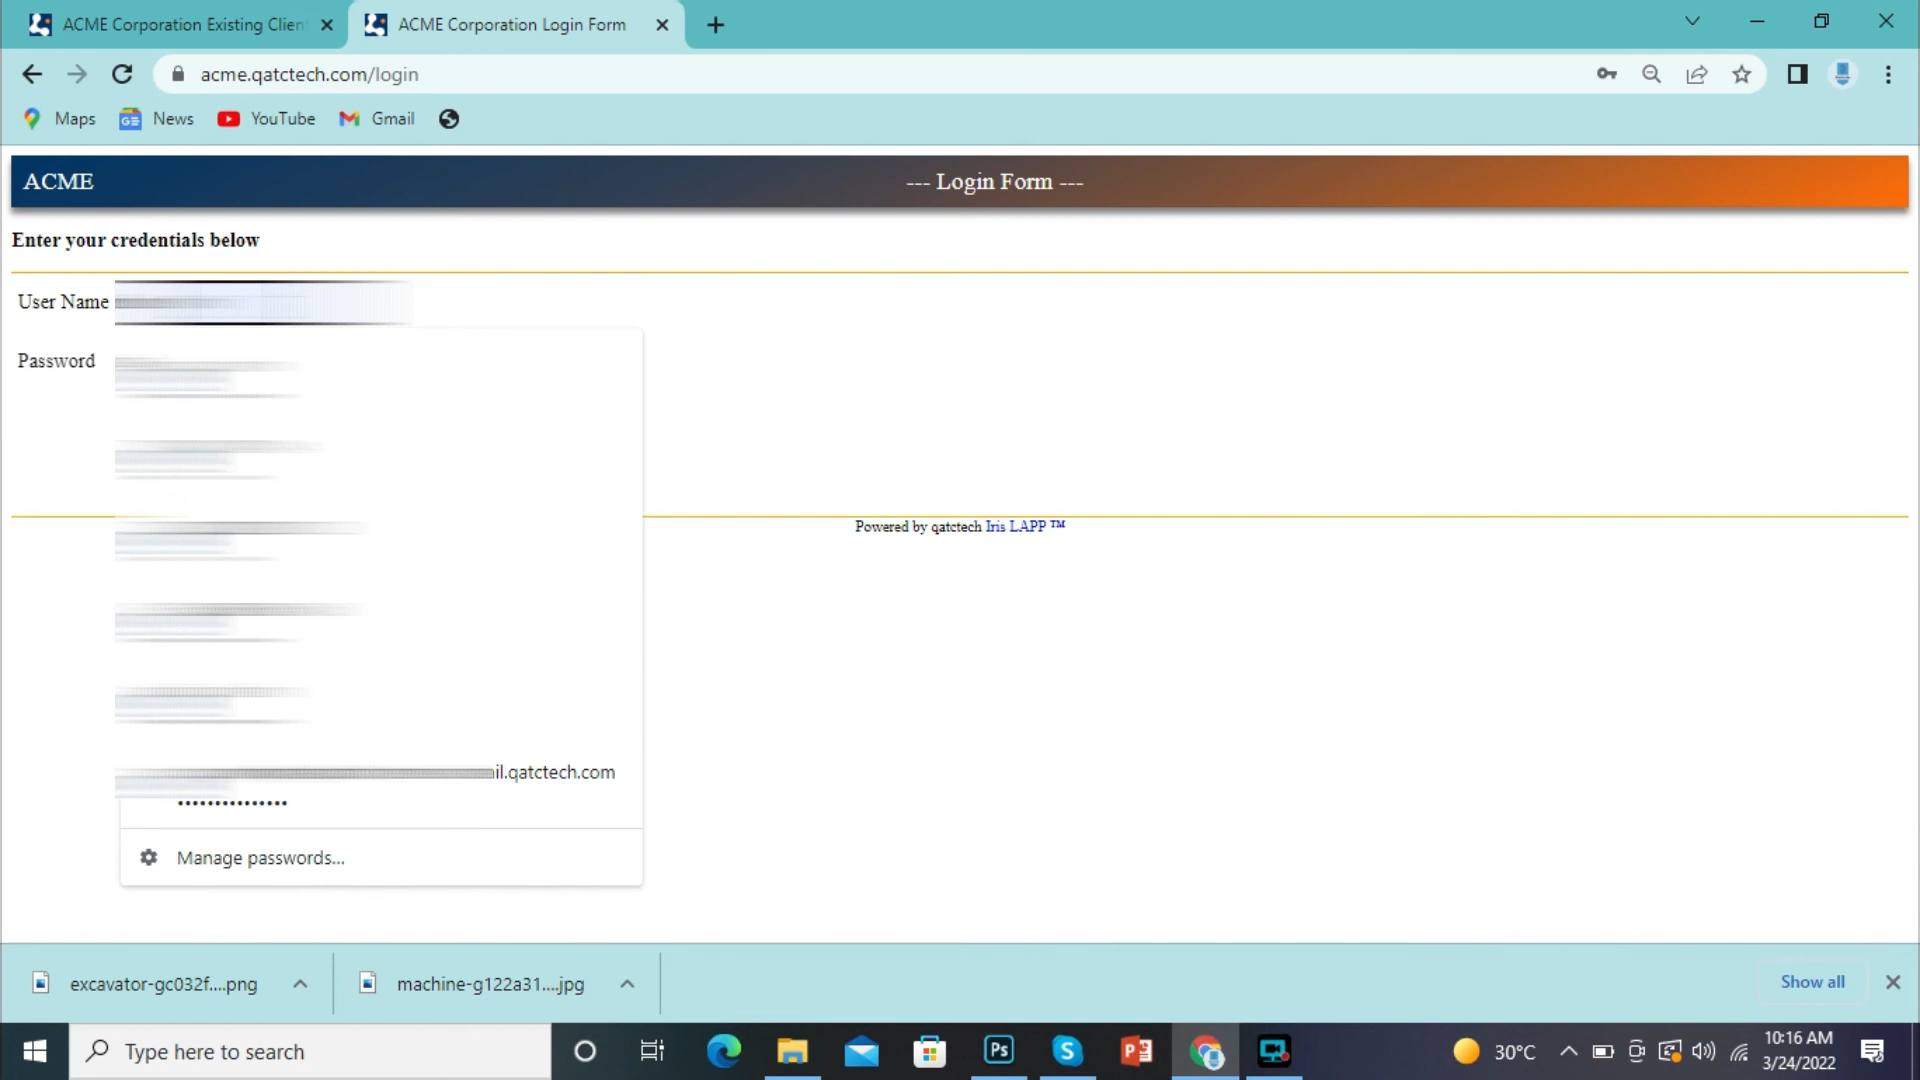 ACME Corporation Existing Clien
ACME Corporation Login Form
acme.qatctech.com/login
Maps
News
YouTube
Gmail
ACME
--- Login Form ---
Enter your credentials below
User Name
Password
Powered by qatctech Iris LAPP ™
il.qatctech.com
•••••••••••••••
Manage passwords...
excavator-gc032f....png
machine-g122a31....jpg
Show all
Type here to search
Ps
S
P
30°C
10:16 AM
3/24/2022